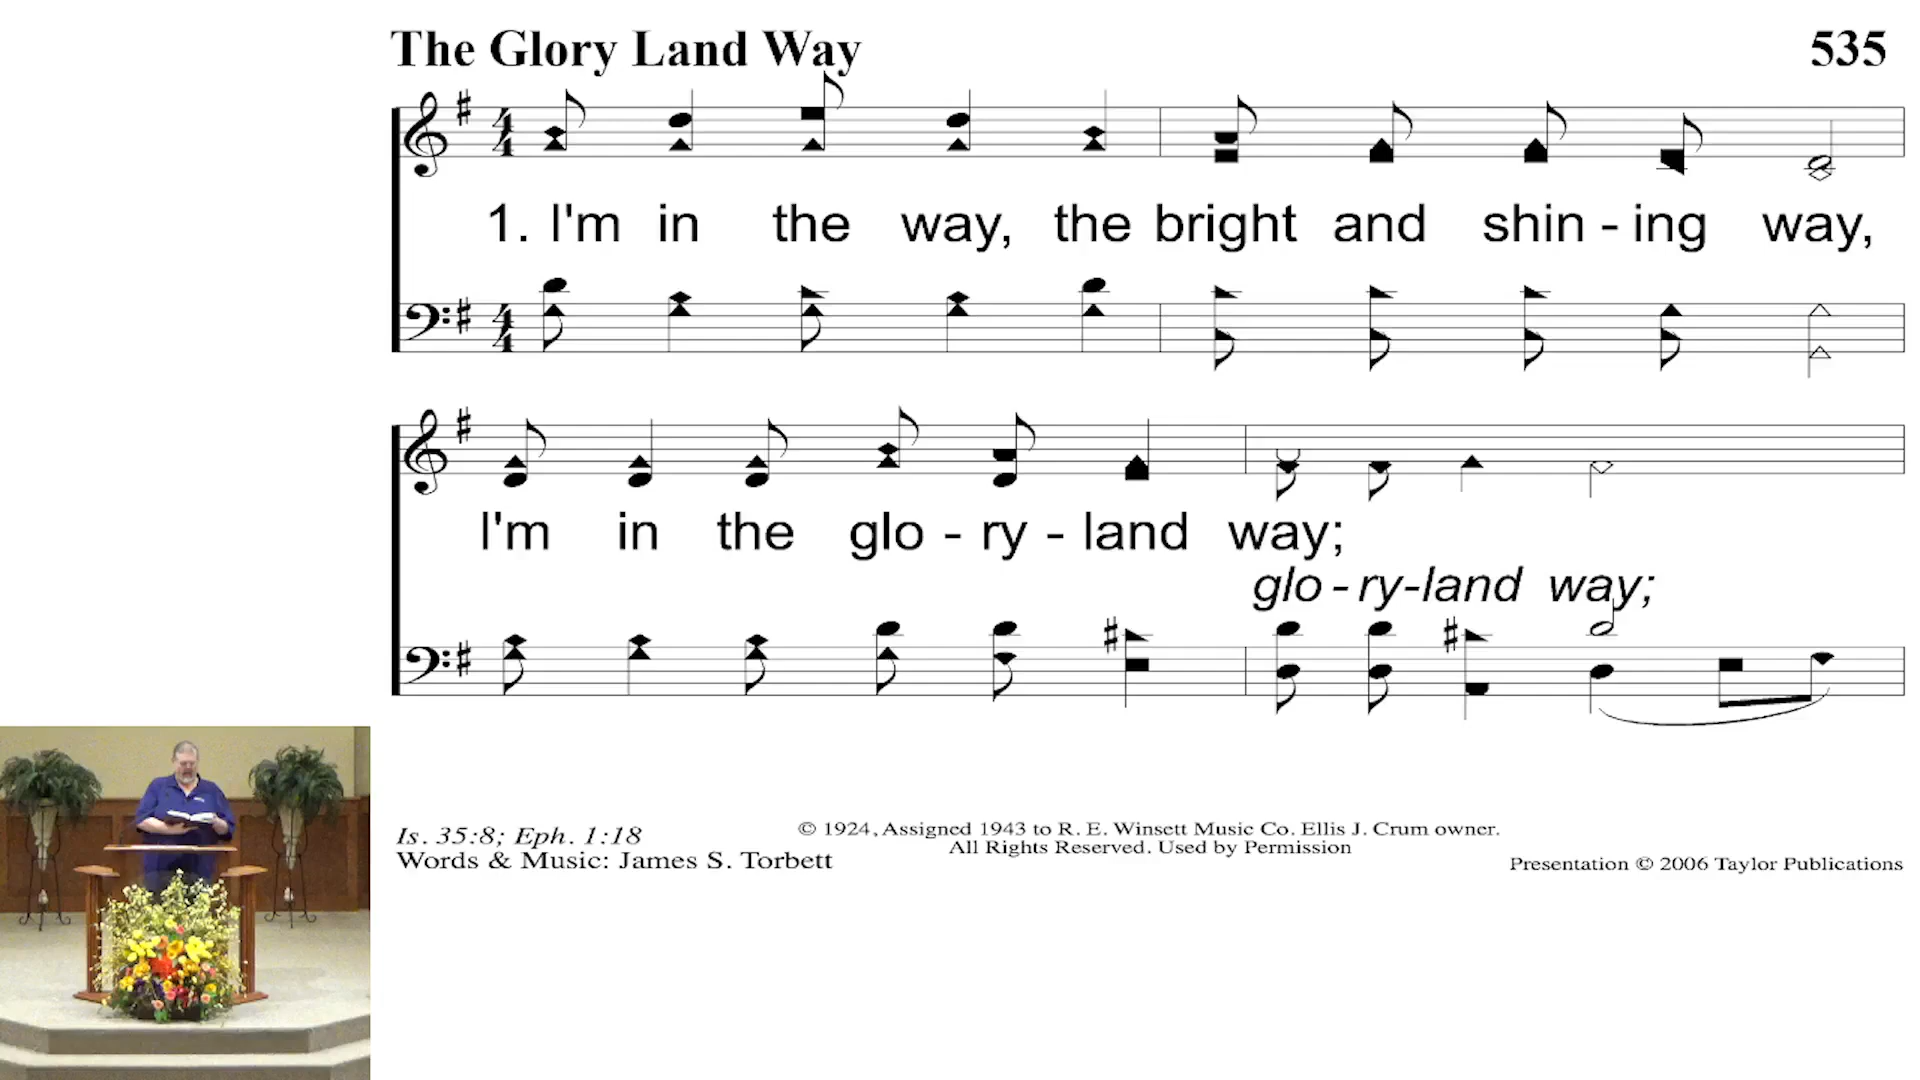 The Glory Land Way 535
1. I'm in the way, the bright and shin - ing way,
I'm in the glo - ry - land way;
glo - ry-land way;
Is. 35:8; Eph. 1:18
Words & Music: James S. Torbett
© 1924, Assigned 1943 to R. E. Winsett Music Co. Ellis J. Crum owner.
All Rights Reserved. Used by Permission
Presentation © 2006 Taylor Publications